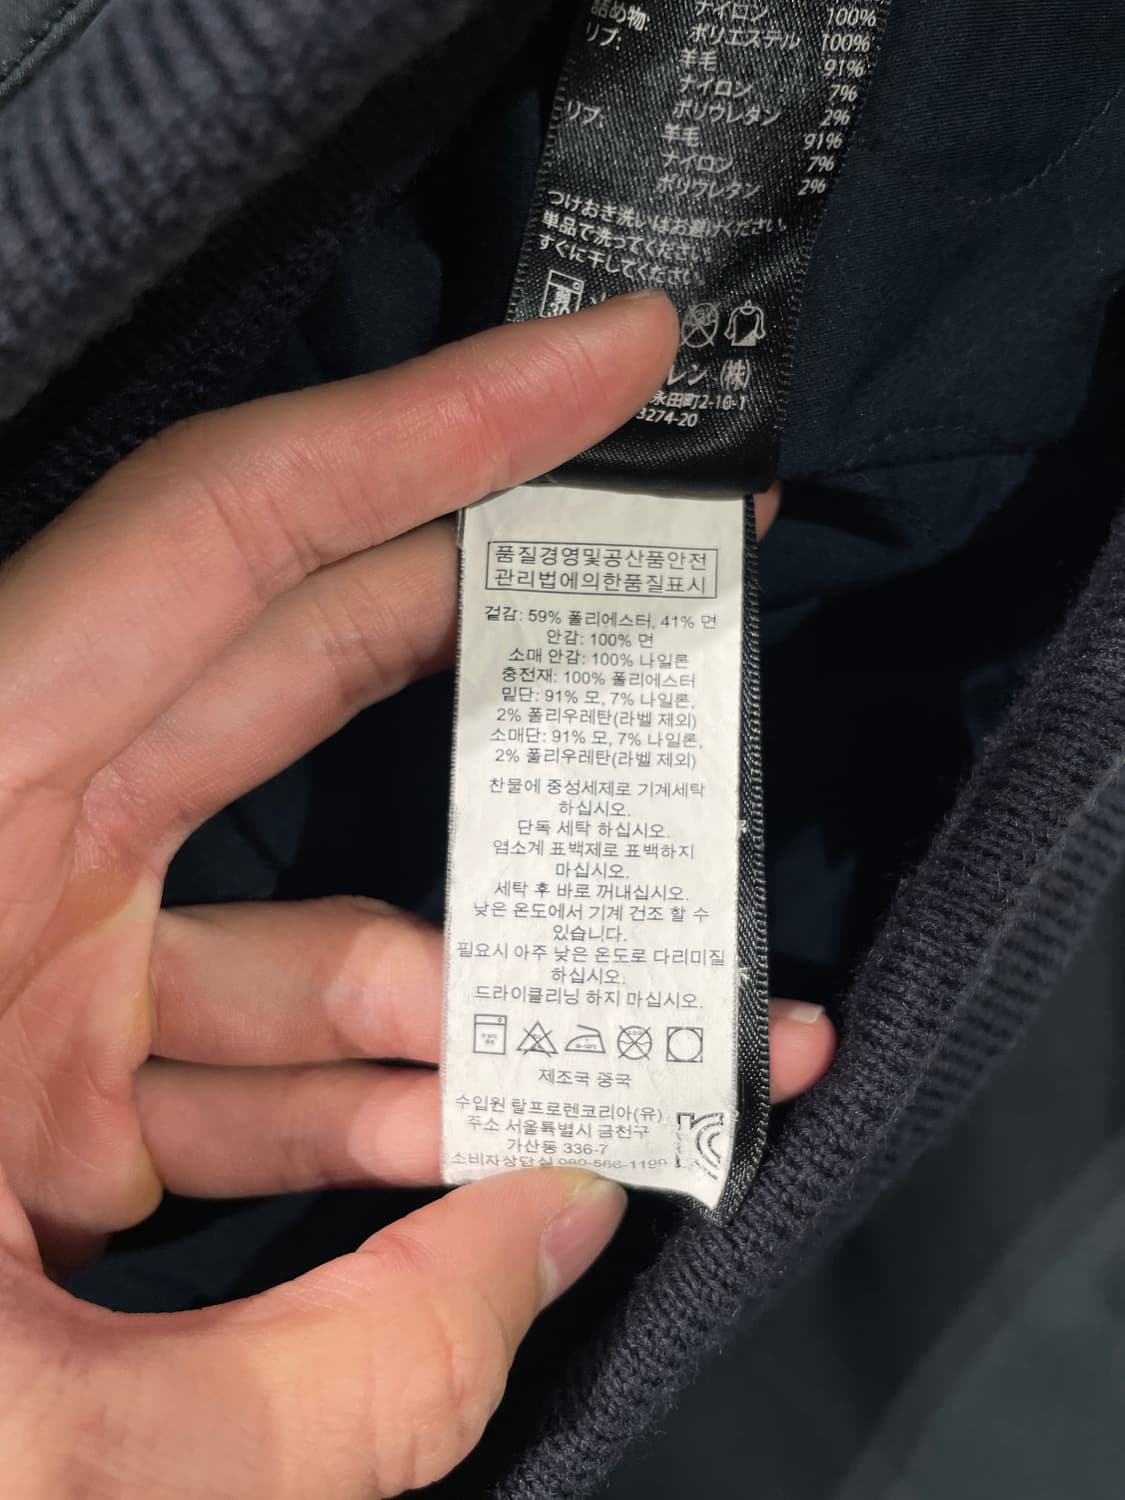 詰め物: ナイロン 100%
リブ: ポリエステル 100%
羊毛 91%
ナイロン 7%
リブ: ポリウレタン 2%
羊毛 91%
ナイロン 7%
ポリウレタン 2%
つけおき洗いはお避けください。
単品で洗ってください。
すぐに干してください。
レン (株)
永田町2-10-1
3274-20
품질경영및공산품안전
관리법에의한품질표시
겉감: 59% 폴리에스터, 41% 면
안감: 100% 면
소매 안감: 100% 나일론
충전재: 100% 폴리에스터
밑단: 91% 모, 7% 나일론,
2% 폴리우레탄(라벨 제외)
소매단: 91% 모, 7% 나일론,
2% 폴리우레탄(라벨 제외)
찬물에 중성세제로 기계세탁
하십시오.
단독 세탁 하십시오.
염소계 표백제로 표백하지
마십시오.
세탁 후 바로 꺼내십시오.
낮은 온도에서 기계 건조 할 수
있습니다.
필요시 아주 낮은 온도로 다리미질
하십시오.
드라이클리닝 하지 마십시오.
제조국 중국
수입원 랄프로렌코리아(유)
주소 서울특별시 금천구
가산동 336-7
소비자상담실 080-566-1199